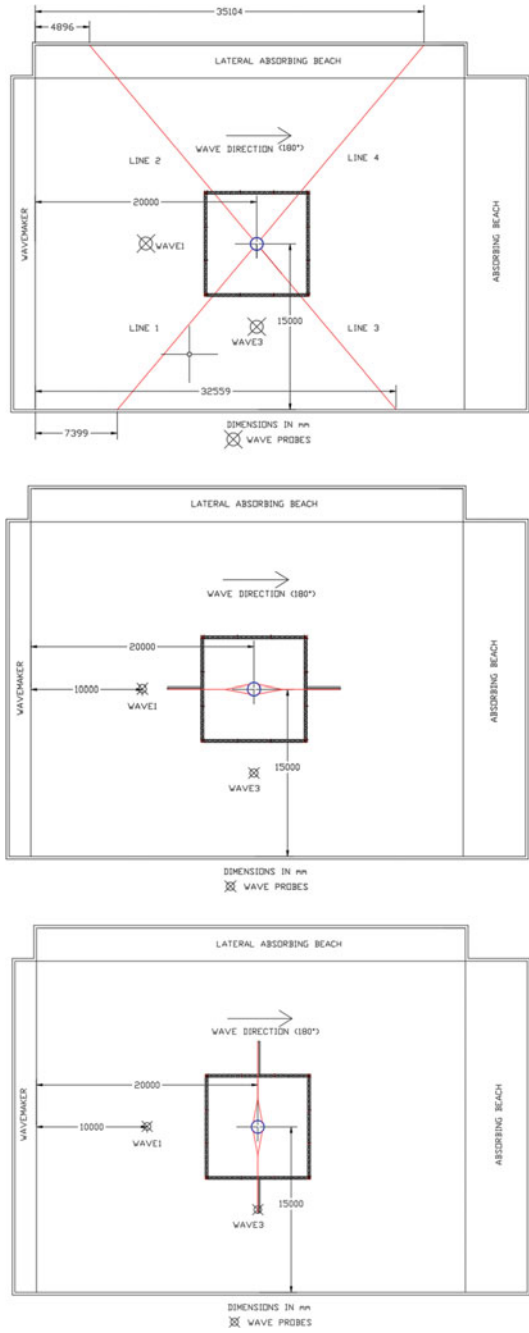 35104
4896
LATERAL ABSORBING BEACH
WAVE DIRECTION (180°)
LINE 2
LINE 4
20000
WAVEMAKER
WAVE1
ABSORBING BEACH
15000
LINE 1
LINE 3
WAVE3
32559
7399
DIMENSIONS IN mm
WAVE PROBES
LATERAL ABSORBING BEACH
WAVE DIRECTION (180°)
20000
WAVEMAKER
10000
WAVE1
ABSORBING BEACH
15000
WAVE3
DIMENSIONS IN mm
WAVE PROBES
LATERAL ABSORBING BEACH
WAVE DIRECTION (180°)
20000
WAVEMAKER
10000
WAVE1
ABSORBING BEACH
15000
WAVE3
DIMENSIONS IN mm
WAVE PROBES